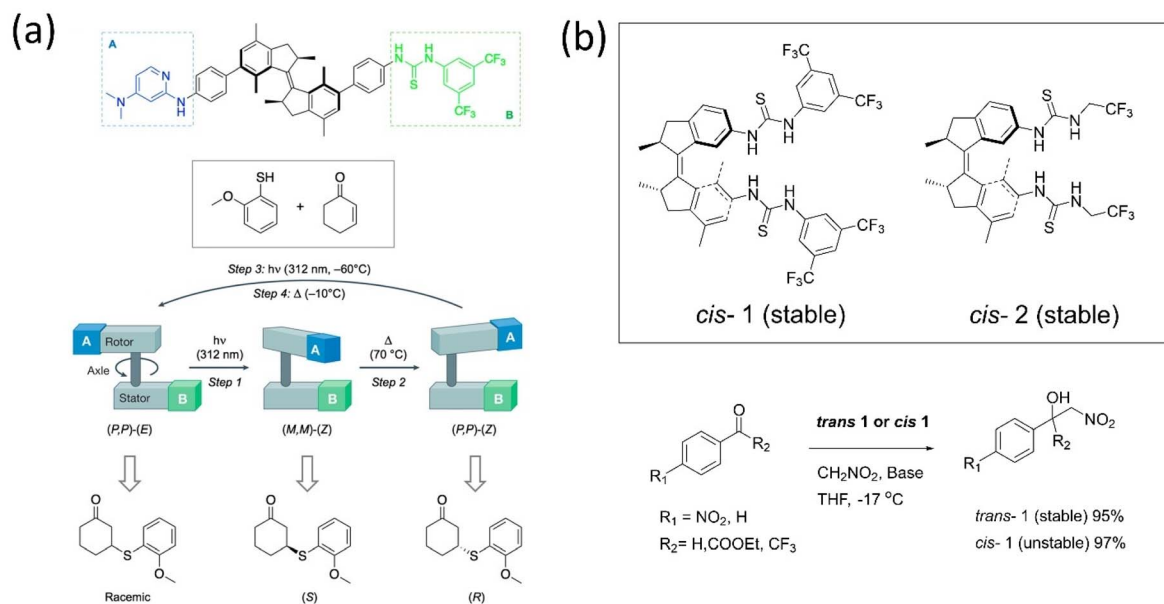 (a)
A
N
N
N
H
H
N
H
N
S
CF3
CF3
B
SH
O
+
O
Step 3: hν (312 nm, –60°C)
Step 4: Δ (–10°C)
A
Rotor
Axle
Stator
B
hν
(312 nm)
Step 1
A
B
Δ
(70 °C)
Step 2
A
B
(P,P)-(E)
(M,M)-(Z)
(P,P)-(Z)
O
S
O
Racemic
O
S
O
(S)
O
S
O
(R)
(b)
F3C
CF3
S
N
H
N
H
H
N
H
N
S
CF3
F3C
cis- 1 (stable)
S
N
H
NH
CF3
H
N
H
N
S
CF3
cis- 2 (stable)
O
R2
R1
R1 = NO2, H
R2= H,COOEt, CF3
trans 1 or cis 1
CH2NO2, Base
THF, -17 °C
OH
NO2
R2
R1
trans- 1 (stable) 95%
cis- 1 (unstable) 97%